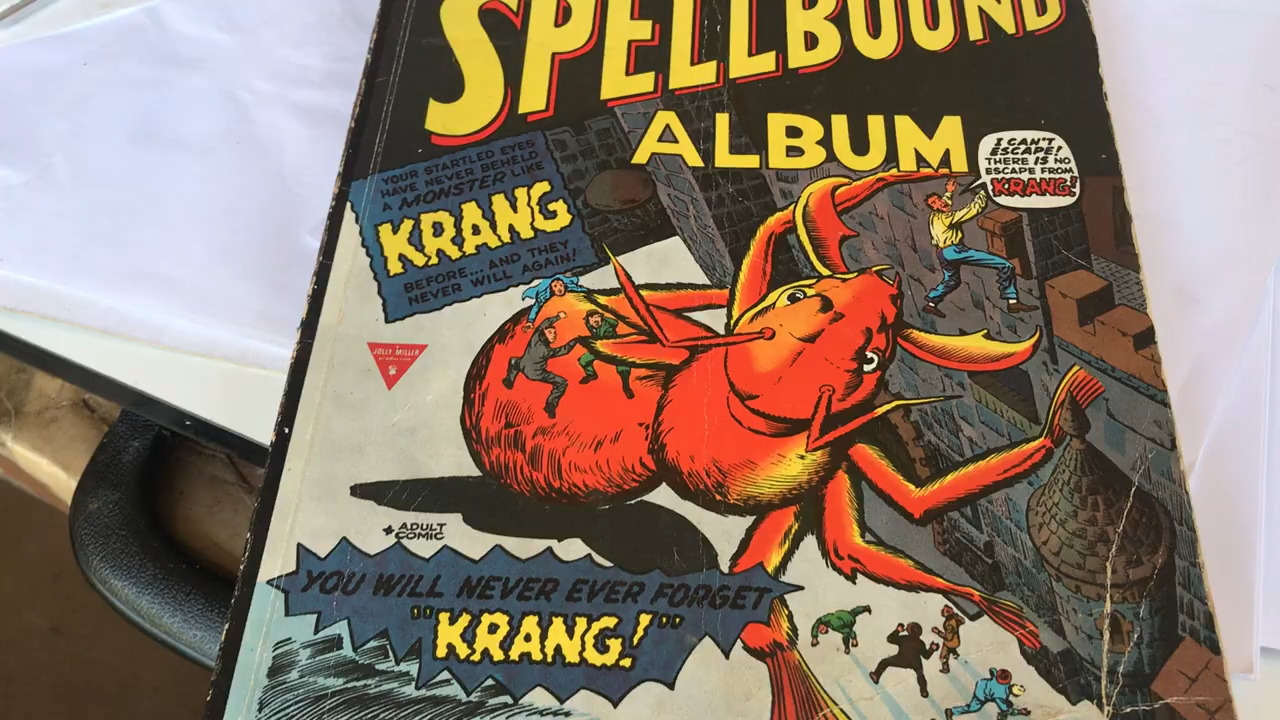 SPELLBOUND
ALBUM
I CAN'T
ESCAPE!
THERE IS NO
ESCAPE FROM
KRANG!
YOUR STARTLED EYES
HAVE NEVER BEHELD
A MONSTER LIKE
KRANG
BEFORE... AND THEY
NEVER WILL AGAIN!
JOLLY MILLER
ADULT
COMIC
YOU WILL NEVER EVER FORGET
"KRANG!"